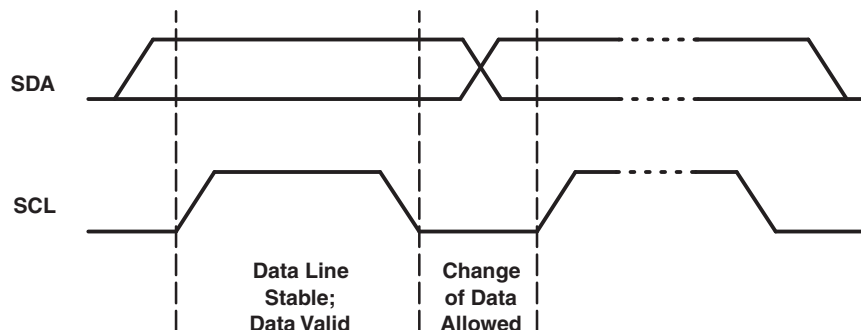 SDA
SCL
Data Line
Stable;
Data Valid
Change
of Data
Allowed